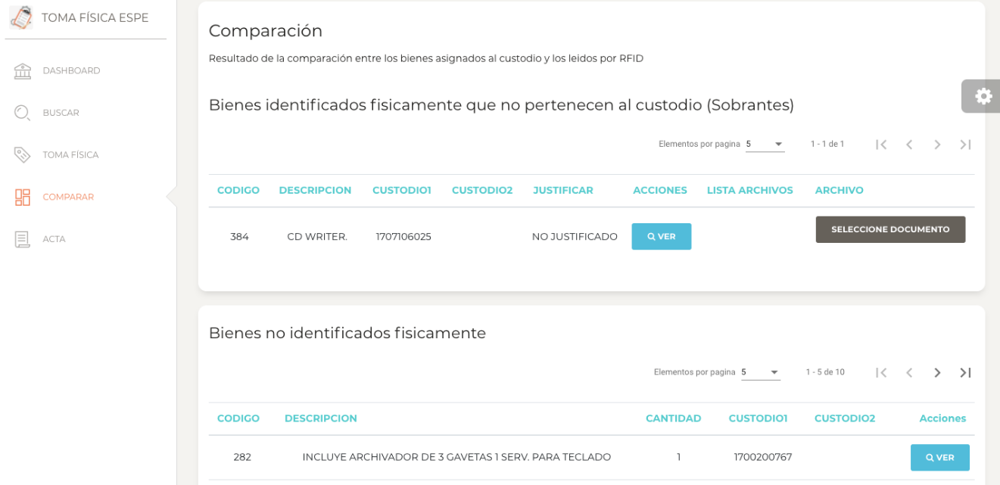 TOMA FÍSICA ESPE
DASHBOARD
BUSCAR
TOMA FÍSICA
COMPARAR
ACTA
Comparación
Resultado de la comparación entre los bienes asignados al custodio y los leidos por RFID
Bienes identificados fisicamente que no pertenecen al custodio (Sobrantes)
Elementos por pagina 5 1 - 1 de 1
CODIGO DESCRIPCION CUSTODIO1 CUSTODIO2 JUSTIFICAR ACCIONES LISTA ARCHIVOS ARCHIVO
384 CD WRITER. 1707106025 NO JUSTIFICADO VER SELECCIONE DOCUMENTO
Bienes no identificados fisicamente
Elementos por pagina 5 1 - 5 de 10
CODIGO DESCRIPCION CANTIDAD CUSTODIO1 CUSTODIO2 Acciones
282 INCLUYE ARCHIVADOR DE 3 GAVETAS 1 SERV. PARA TECLADO 1 1700200767 VER